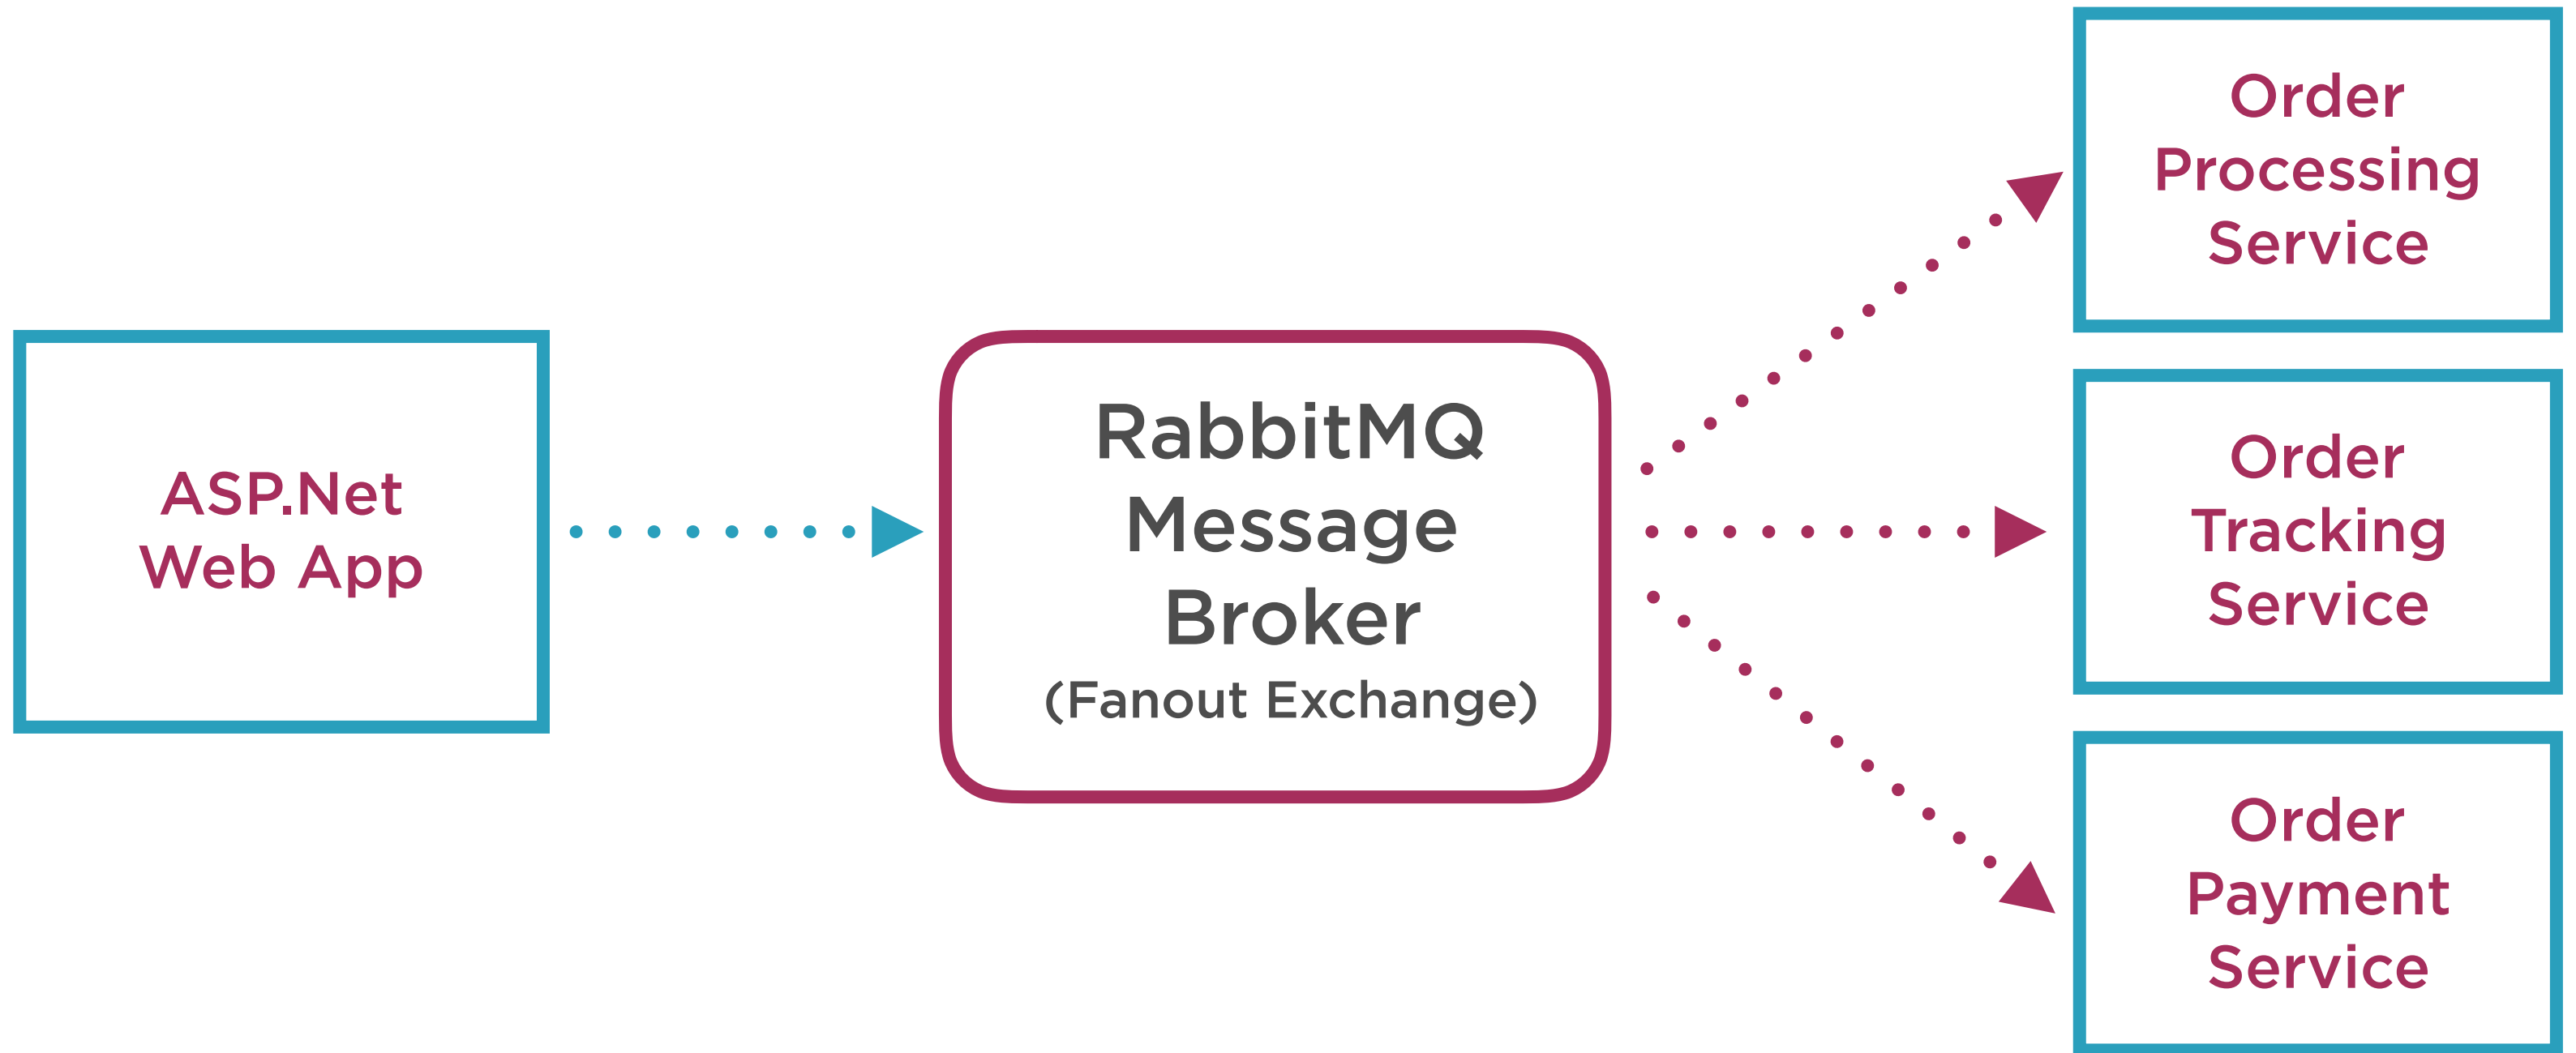 ASP.Net
Web App
RabbitMQ
Message
Broker
(Fanout Exchange)
Order
Processing
Service
Order
Tracking
Service
Order
Payment
Service